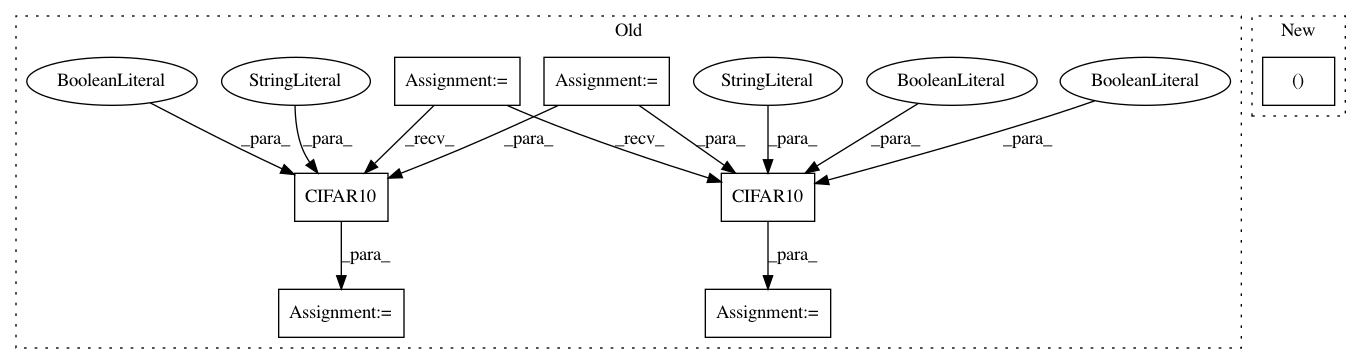 Old
New
BooleanLiteral
StringLiteral
Assignment:=
Assignment:=
StringLiteral
BooleanLiteral
BooleanLiteral
()
_para_
_para_
_recv_
_para_
_recv_
_para_
_para_
_para_
_para_
CIFAR10
CIFAR10
_para_
_para_
Assignment:=
Assignment:=